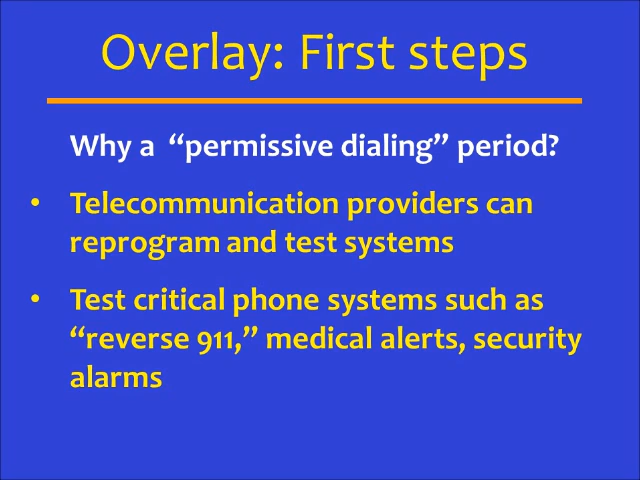 Overlay: First steps
Why a “permissive dialing” period?
• Telecommunication providers can
reprogram and test systems
• Test critical phone systems such as
“reverse 911,” medical alerts, security
alarms